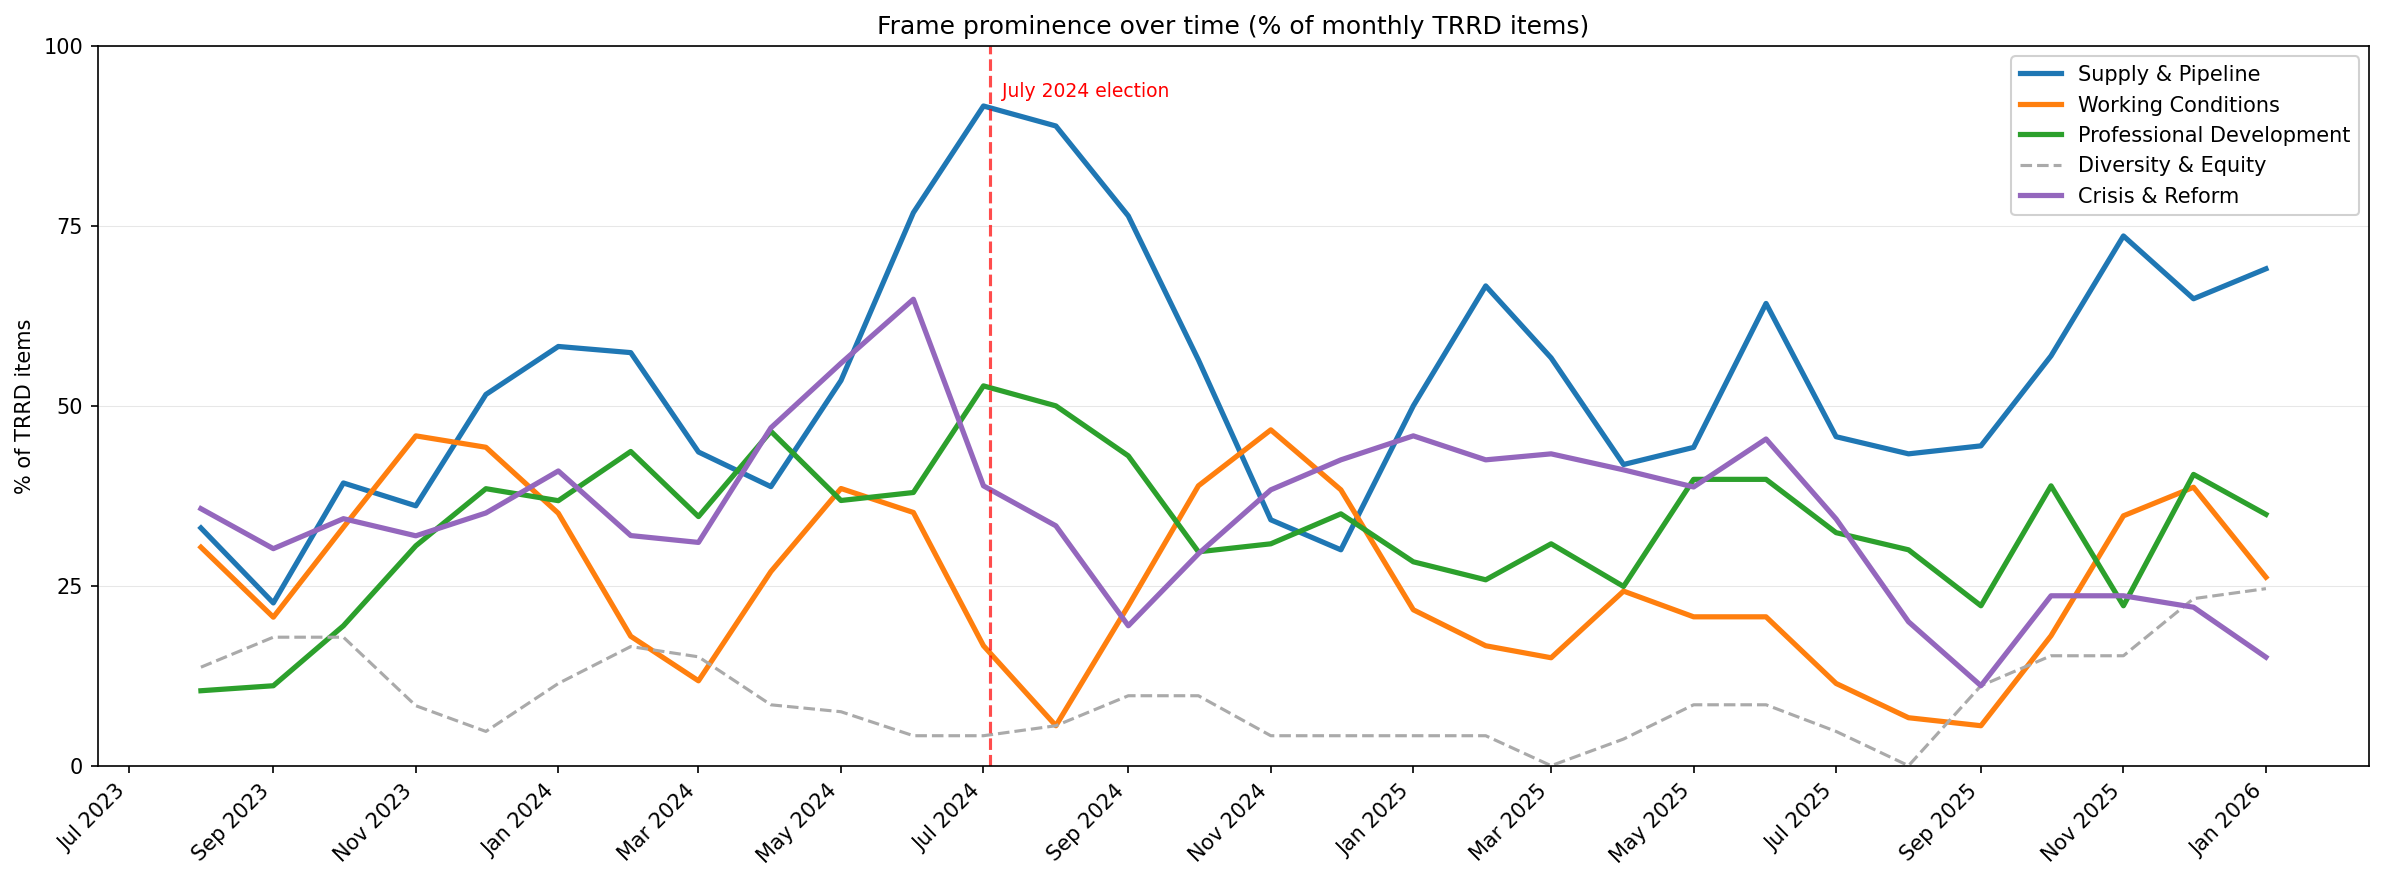 Frame prominence over time (% of monthly TRRD items)
100
75
50
25
0
% of TRRD items
July 2024 election
Supply & Pipeline
Working Conditions
Professional Development
Diversity & Equity
Crisis & Reform
Jul 2023
Sep 2023
Nov 2023
Jan 2024
Mar 2024
May 2024
Jul 2024
Sep 2024
Nov 2024
Jan 2025
Mar 2025
May 2025
Jul 2025
Sep 2025
Nov 2025
Jan 2026